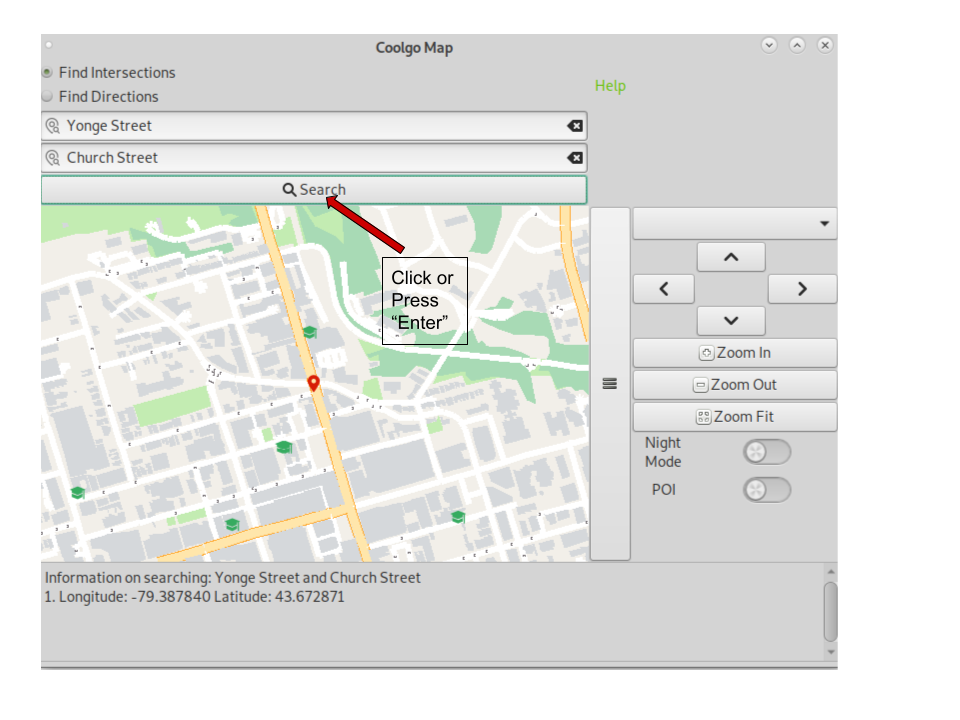 Coolgo Map
Find Intersections
Help
Find Directions
Yonge Street
Church Street
Search
Click or
Press
“Enter”
Zoom In
Zoom Out
Zoom Fit
Night
Mode
POI
Information on searching: Yonge Street and Church Street
1. Longitude: -79.387840 Latitude: 43.672871